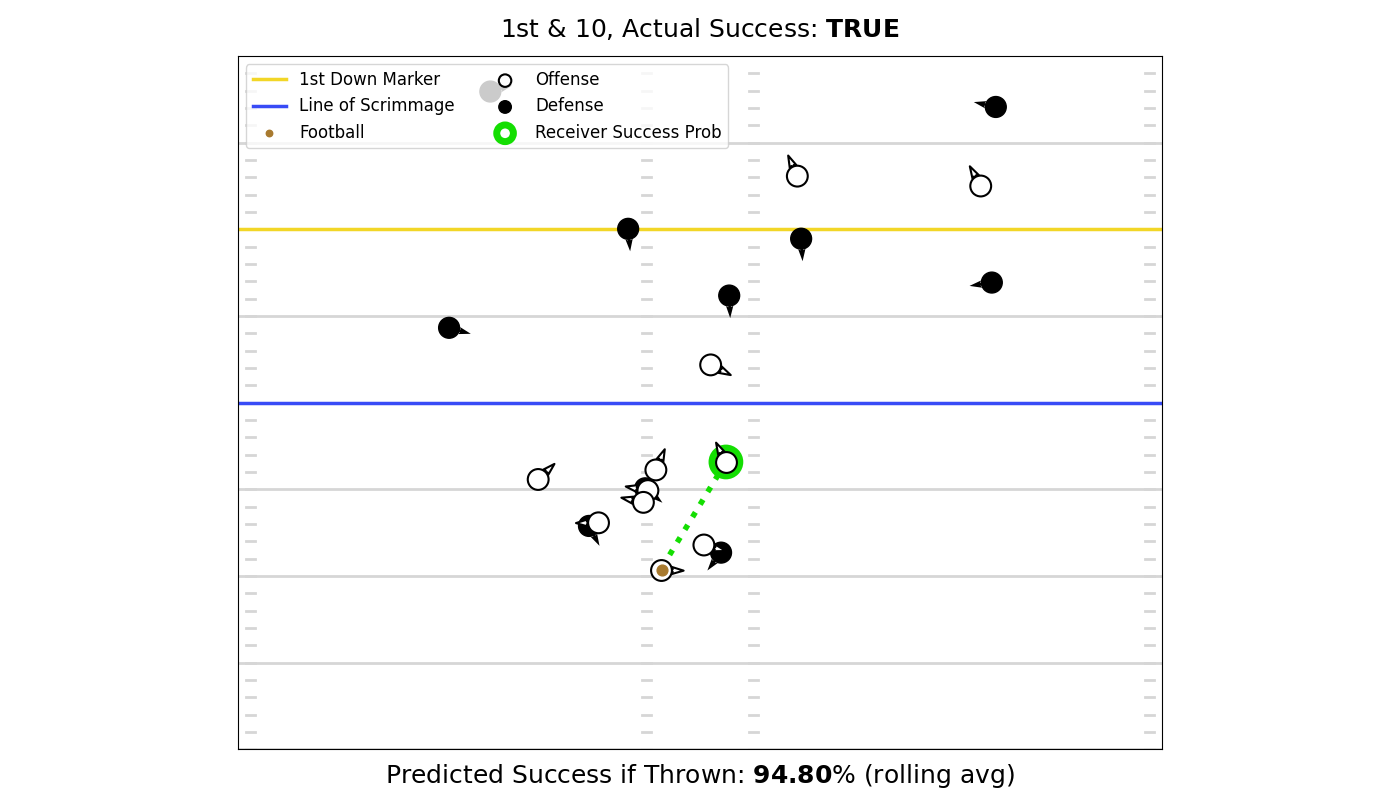 1st & 10, Actual Success: TRUE
1st Down Marker
Line of Scrimmage
Football
Offense
Defense
Receiver Success Prob
Predicted Success if Thrown: 94.80% (rolling avg)